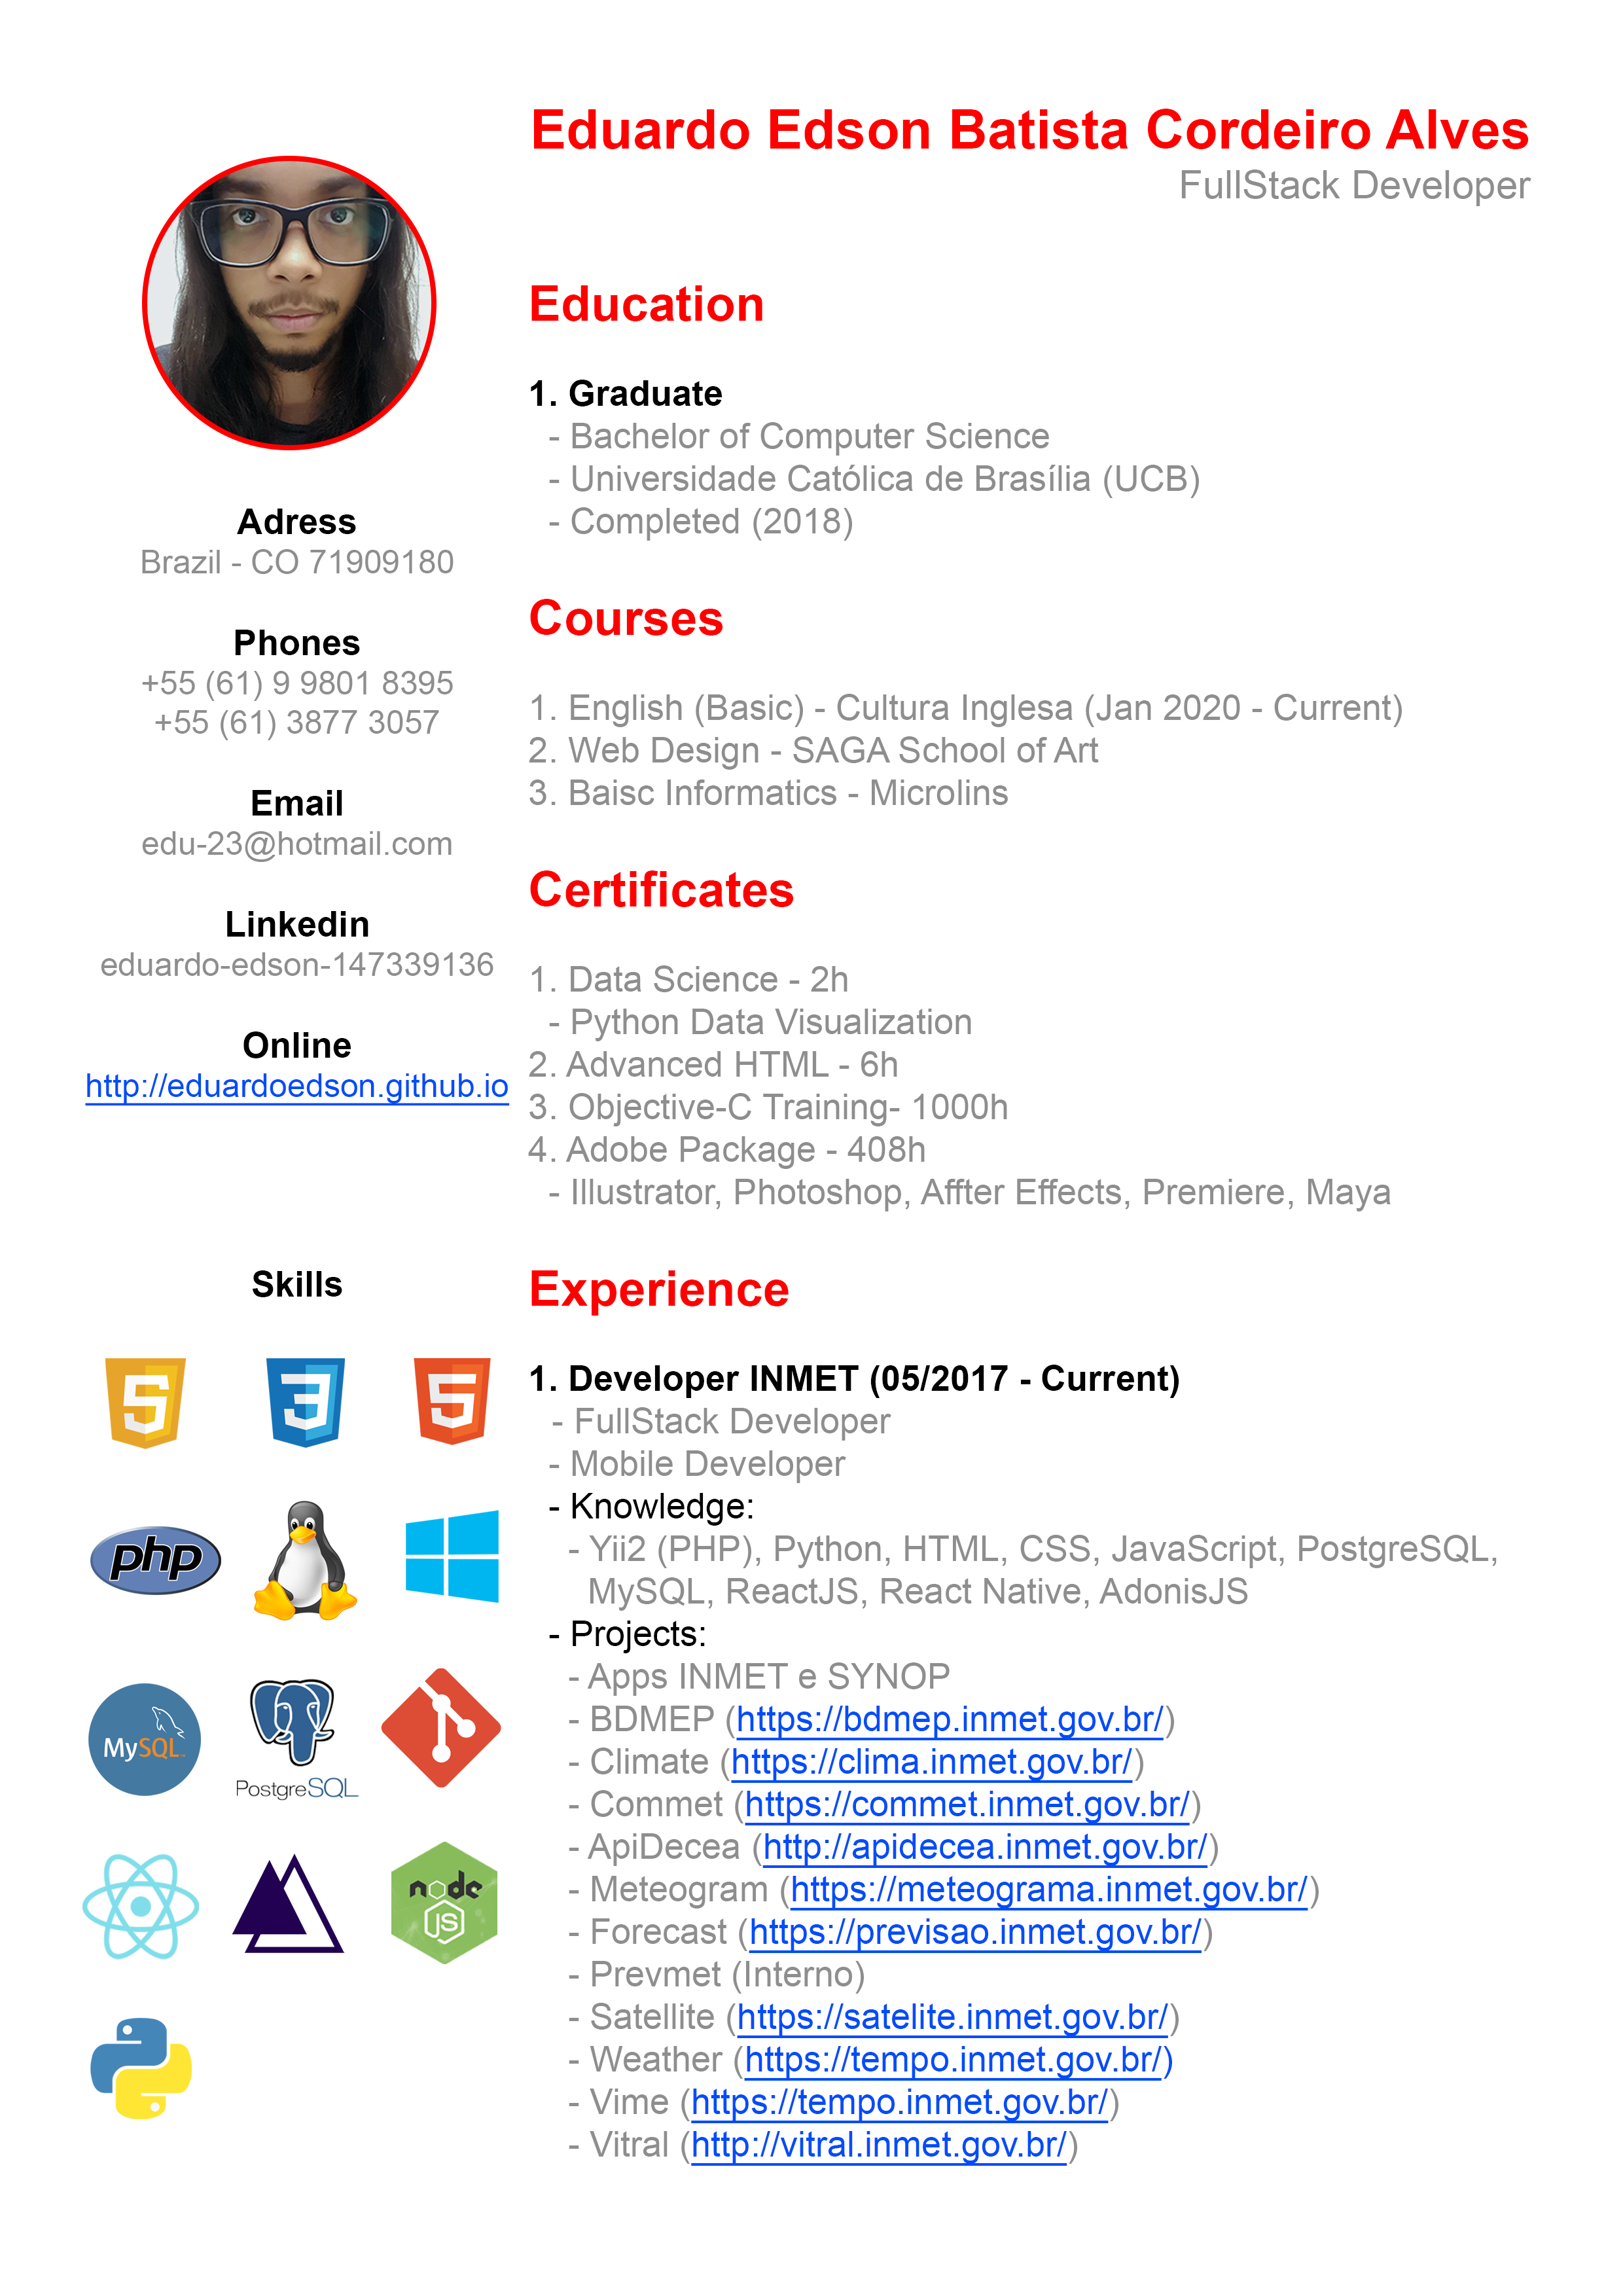 Eduardo Edson Batista Cordeiro Alves
FullStack Developer
Adress
Brazil - CO 71909180
Phones
+55 (61) 9 9801 8395
+55 (61) 3877 3057
Email
edu-23@hotmail.com
Linkedin
eduardo-edson-147339136
Online
http://eduardoedson.github.io
Skills
5
3
5
php
MySQL
PostgreSQL
node
JS
Education
1. Graduate
- Bachelor of Computer Science
- Universidade Católica de Brasília (UCB)
- Completed (2018)
Courses
1. English (Basic) - Cultura Inglesa (Jan 2020 - Current)
2. Web Design - SAGA School of Art
3. Baisc Informatics - Microlins
Certificates
1. Data Science - 2h
- Python Data Visualization
2. Advanced HTML - 6h
3. Objective-C Training- 1000h
4. Adobe Package - 408h
- Illustrator, Photoshop, Affter Effects, Premiere, Maya
Experience
1. Developer INMET (05/2017 - Current)
- FullStack Developer
- Mobile Developer
- Knowledge:
- Yii2 (PHP), Python, HTML, CSS, JavaScript, PostgreSQL,
MySQL, ReactJS, React Native, AdonisJS
- Projects:
- Apps INMET e SYNOP
- BDMEP (https://bdmep.inmet.gov.br/)
- Climate (https://clima.inmet.gov.br/)
- Commet (https://commet.inmet.gov.br/)
- ApiDecea (http://apidecea.inmet.gov.br/)
- Meteogram (https://meteograma.inmet.gov.br/)
- Forecast (https://previsao.inmet.gov.br/)
- Prevmet (Interno)
- Satellite (https://satelite.inmet.gov.br/)
- Weather (https://tempo.inmet.gov.br/)
- Vime (https://tempo.inmet.gov.br/)
- Vitral (http://vitral.inmet.gov.br/)